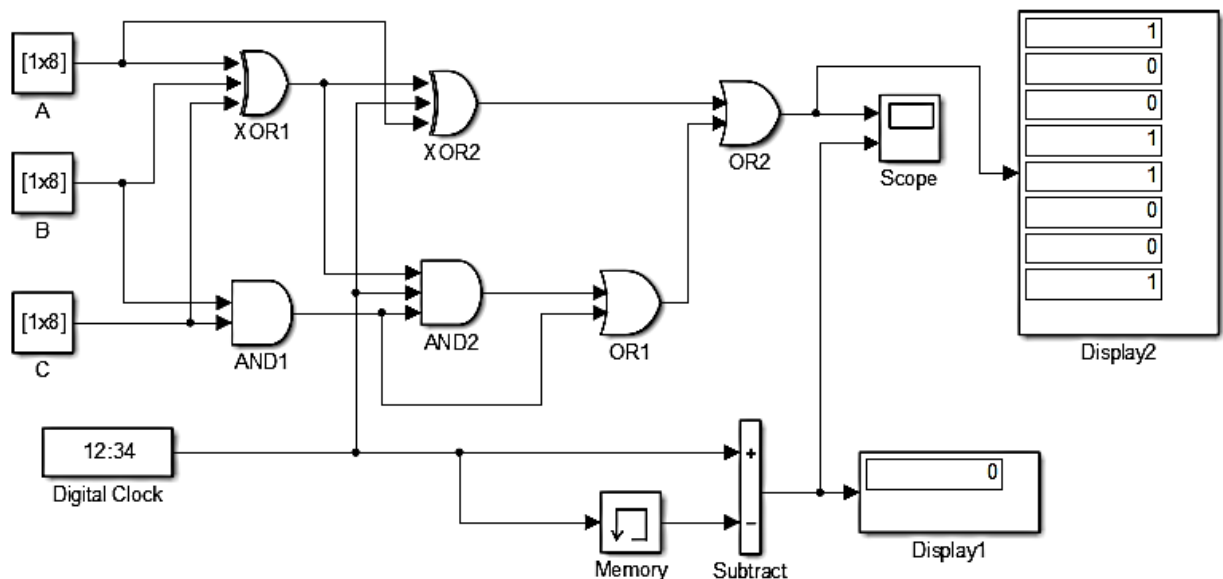 [1x8]
A
[1x8]
B
[1x8]
C
XOR1
XOR2
OR2
Scope
1
0
0
1
1
0
0
1
Display2
AND1
AND2
OR1
12:34
Digital Clock
Memory
+
−
Subtract
0
Display1